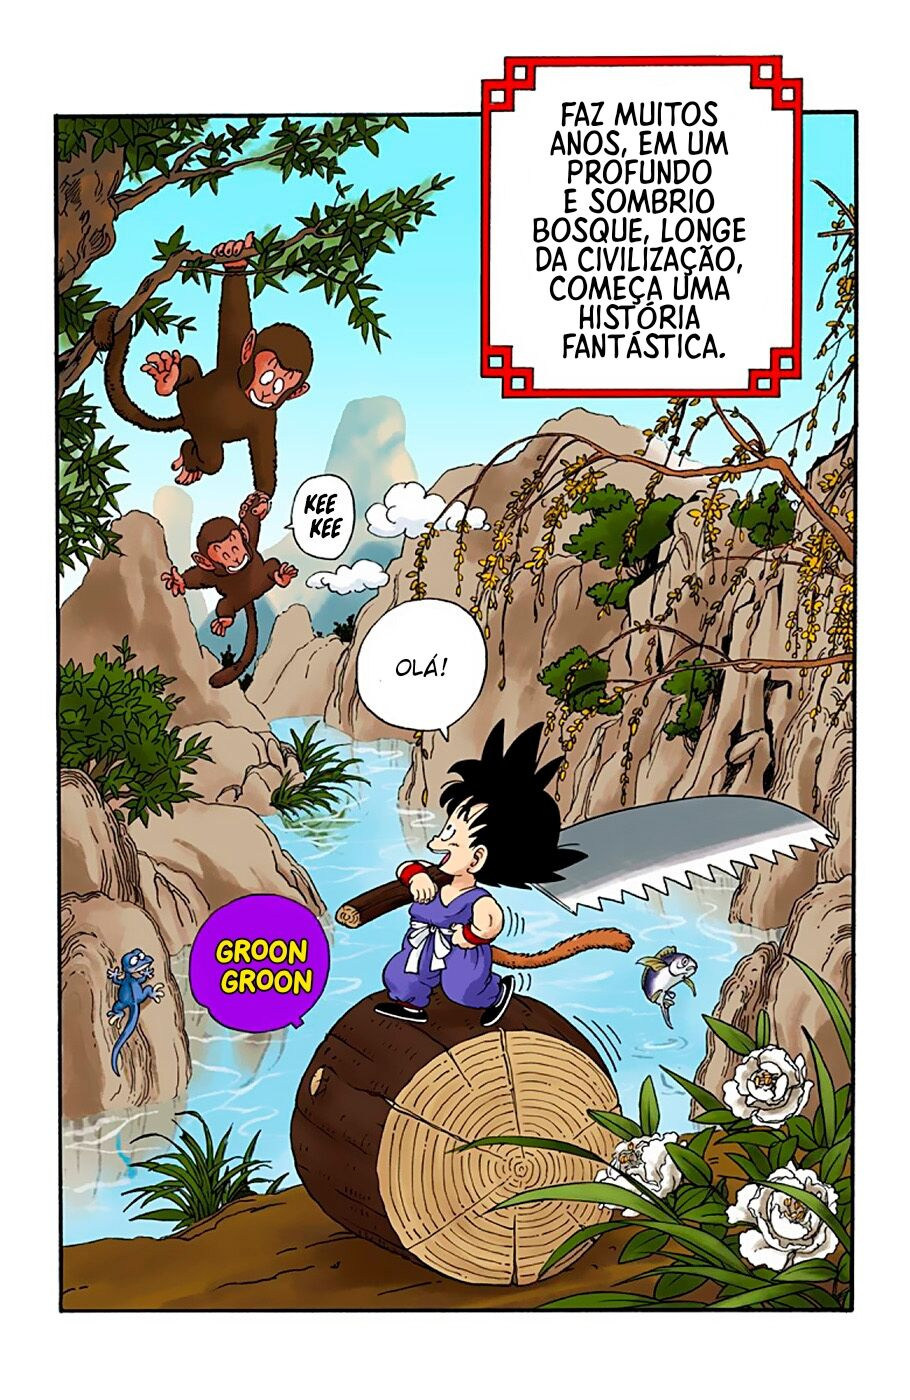 FAZ MUITOS
ANOS, EM UM
PROFUNDO
E SOMBRIO
BOSQUE, LONGE
DA CIVILIZAÇÃO,
COMEÇA UMA
HISTÓRIA
FANTÁSTICA.
KEE
KEE
OLÁ!
GROON
GROON